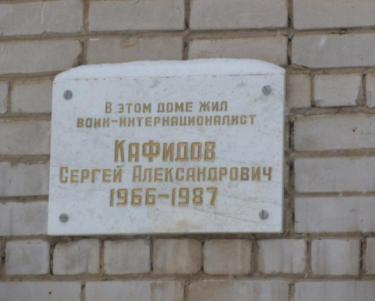 В этом доме жил
воин-интернационалист
Кафидов
Сергей Александрович
1966-1987